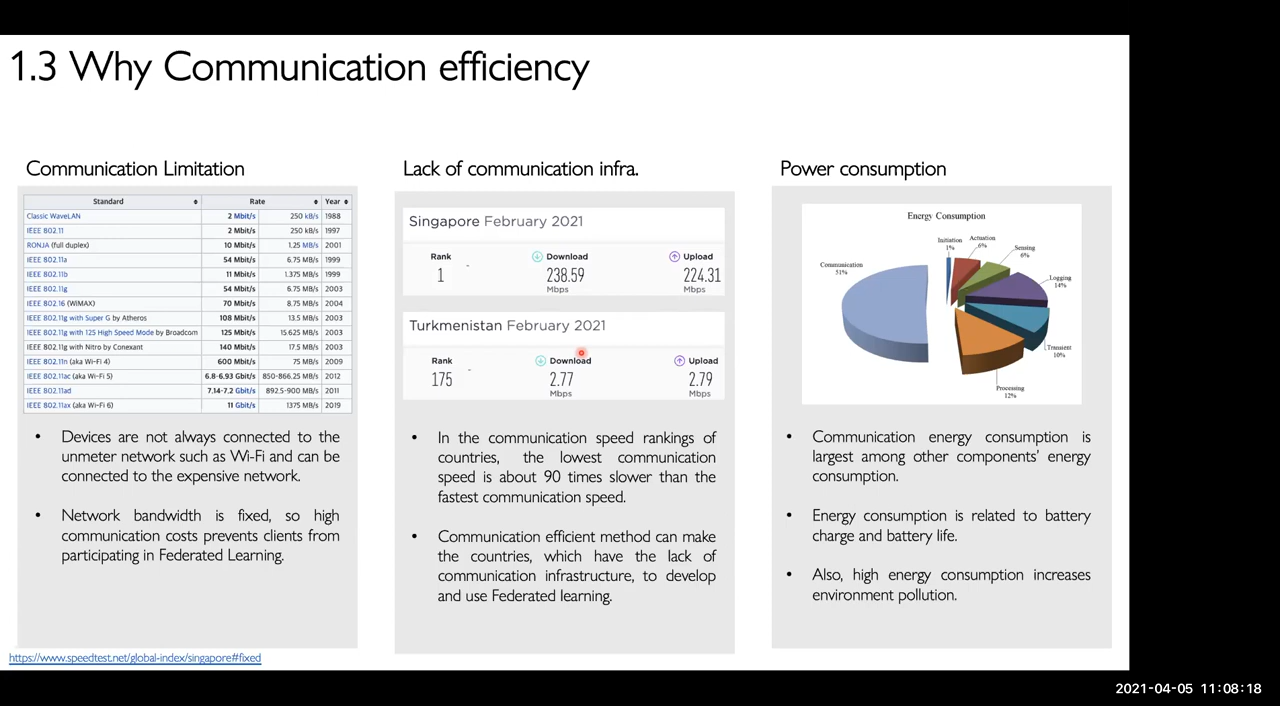 1.3 Why Communication efficiency
Communication Limitation
Standard Rate Year
Classic WaveLAN 2 Mbit/s 250 kB/s 1988
IEEE 802.11 2 Mbit/s 250 kB/s 1997
RONJA (full duplex) 10 Mbit/s 1.25 MB/s 2001
IEEE 802.11a 54 Mbit/s 6.75 MB/s 1999
IEEE 802.11b 11 Mbit/s 1.375 MB/s 1999
IEEE 802.11g 54 Mbit/s 6.75 MB/s 2003
IEEE 802.16 (WiMAX) 70 Mbit/s 8.75 MB/s 2004
IEEE 802.11g with Super G by Atheros 108 Mbit/s 13.5 MB/s 2003
IEEE 802.11g with 125 High Speed Mode by Broadcom 125 Mbit/s 15.625 MB/s 2003
IEEE 802.11g with Nitro by Conexant 140 Mbit/s 17.5 MB/s 2003
IEEE 802.11n (aka Wi-Fi 4) 600 Mbit/s 75 MB/s 2009
IEEE 802.11ac (aka Wi-Fi 5) 6.8-6.93 Gbit/s 850-866.25 MB/s 2012
IEEE 802.11ad 7.14-7.2 Gbit/s 892.5-900 MB/s 2011
IEEE 802.11ax (aka Wi-Fi 6) 11 Gbit/s 1375 MB/s 2019
• Devices are not always connected to the
unmeter network such as Wi-Fi and can be
connected to the expensive network.
• Network bandwidth is fixed, so high
communication costs prevents clients from
participating in Federated Learning.
Lack of communication infra.
Singapore February 2021
Rank Download Upload
1 238.59 224.31
Mbps Mbps
Turkmenistan February 2021
Rank Download Upload
175 2.77 2.79
Mbps Mbps
• In the communication speed rankings of
countries, the lowest communication
speed is about 90 times slower than the
fastest communication speed.
• Communication efficient method can make
the countries, which have the lack of
communication infrastructure, to develop
and use Federated learning.
Power consumption
Energy Consumption
Initiation
1%
Actuation
6%
Sensing
6%
Logging
14%
Transient
10%
Processing
12%
Communication
51%
• Communication energy consumption is
largest among other components' energy
consumption.
• Energy consumption is related to battery
charge and battery life.
• Also, high energy consumption increases
environment pollution.
https://www.speedtest.net/global-index/singapore#fixed
2021-04-05 11:08:18